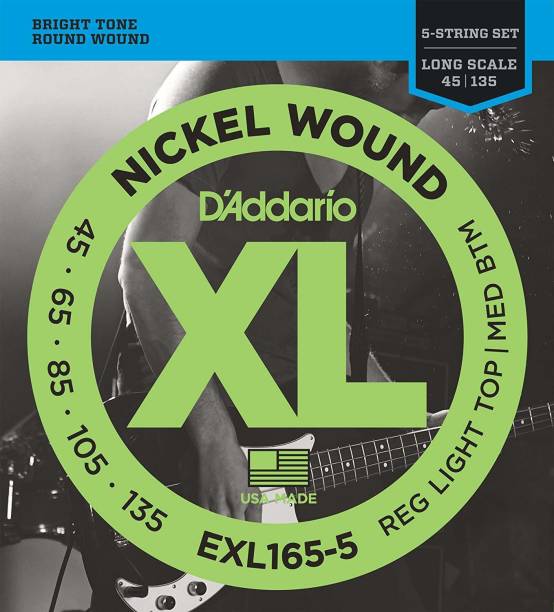 BRIGHT TONE
ROUND WOUND
5-STRING SET
LONG SCALE
45 | 135
NICKEL WOUND
D'Addario
XL
45 • 65 • 85 • 105 • 135
REG LIGHT TOP | MED BTM
USA MADE
EXL165-5